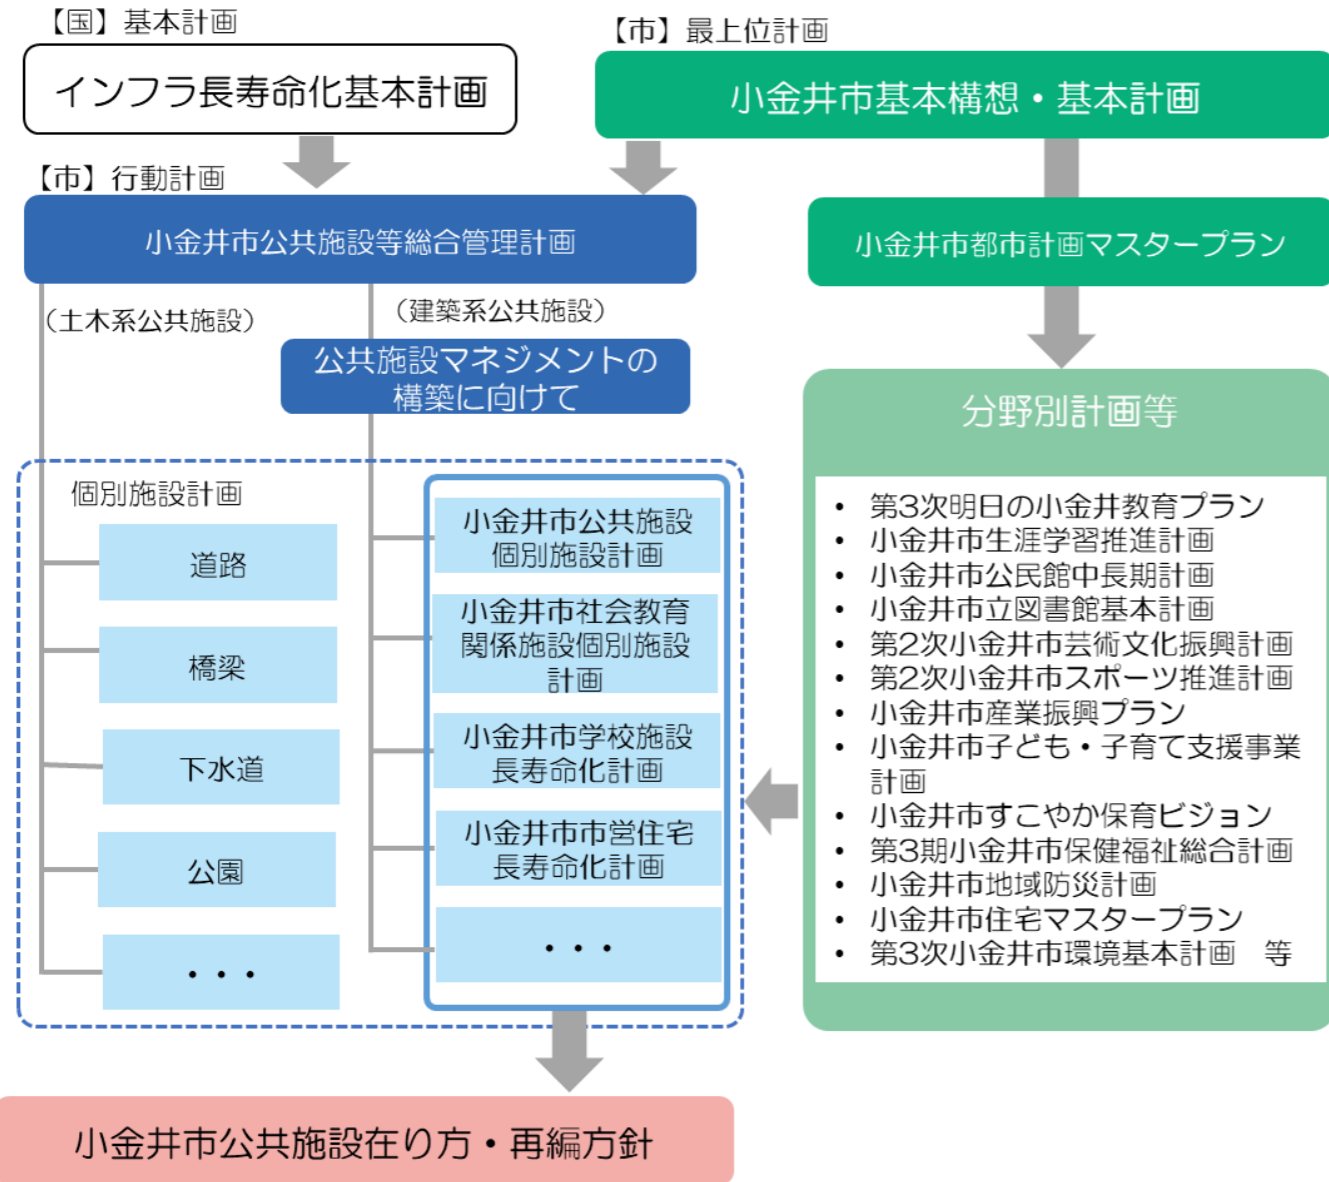 【国】基本計画
インフラ長寿命化基本計画
【市】最上位計画
小金井市基本構想・基本計画
【市】行動計画
小金井市公共施設等総合管理計画
小金井市都市計画マスタープラン
（土木系公共施設）
（建築系公共施設）
公共施設マネジメントの
構築に向けて
個別施設計画
道路
橋梁
下水道
公園
・・・
小金井市公共施設
個別施設計画
小金井市社会教育
関係施設個別施設
計画
小金井市学校施設
長寿命化計画
小金井市市営住宅
長寿命化計画
・・・
分野別計画等
• 第3次明日の小金井教育プラン
• 小金井市生涯学習推進計画
• 小金井市公民館中長期計画
• 小金井市立図書館基本計画
• 第2次小金井市芸術文化振興計画
• 第2次小金井市スポーツ推進計画
• 小金井市産業振興プラン
• 小金井市子ども・子育て支援事業
計画
• 小金井市すこやか保育ビジョン
• 第3期小金井市保健福祉総合計画
• 小金井市地域防災計画
• 小金井市住宅マスタープラン
• 第3次小金井市環境基本計画　等
小金井市公共施設在り方・再編方針